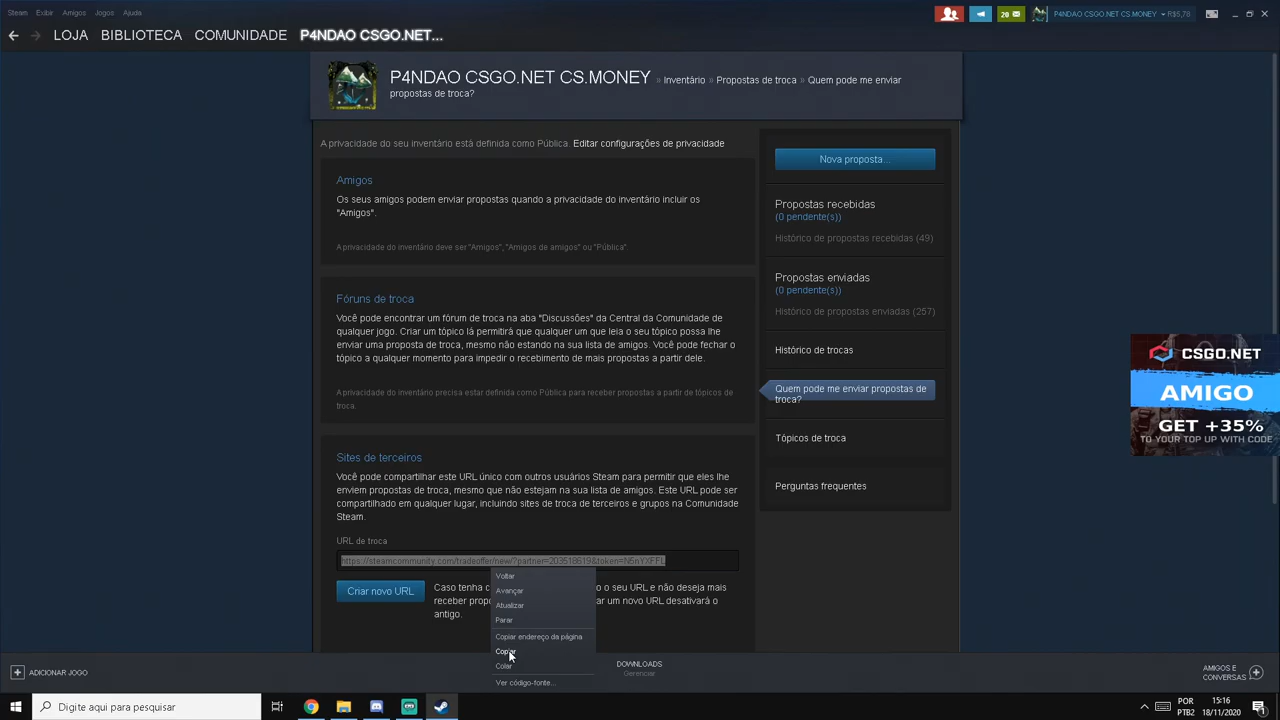 Steam Exibir Amigos Jogos Ajuda
20
P4NDAO CSGO.NET CS.MONEY R$5,78
LOJA BIBLIOTECA COMUNIDADE P4NDAO CSGO.NET...
P4NDAO CSGO.NET CS.MONEY » Inventário » Propostas de troca » Quem pode me enviar
propostas de troca?
A privacidade do seu inventário está definida como Pública. Editar configurações de privacidade
Amigos
Os seus amigos podem enviar propostas quando a privacidade do inventário incluir os
"Amigos".
A privacidade do inventário deve ser "Amigos", "Amigos de amigos" ou "Pública".
Fóruns de troca
Você pode encontrar um fórum de troca na aba "Discussões" da Central da Comunidade de
qualquer jogo. Criar um tópico lá permitirá que qualquer um que leia o seu tópico possa lhe
enviar uma proposta de troca, mesmo não estando na sua lista de amigos. Você pode fechar o
tópico a qualquer momento para impedir o recebimento de mais propostas a partir dele.
A privacidade do inventário precisa estar definida como Pública para receber propostas a partir de tópicos de
troca.
Sites de terceiros
Você pode compartilhar este URL único com outros usuários Steam para permitir que eles lhe
enviem propostas de troca, mesmo que não estejam na sua lista de amigos. Este URL pode ser
compartilhado em qualquer lugar, incluindo sites de troca de terceiros e grupos na Comunidade
Steam.
URL de troca
Criar novo URL
Caso tenha o seu URL e não deseja mais
receber um novo URL desativará o
antigo.
Voltar
Avançar
Atualizar
Parar
Copiar endereço da página
Copiar
Colar
Ver código-fonte...
Nova proposta...
Propostas recebidas
(0 pendente(s))
Histórico de propostas recebidas (49)
Propostas enviadas
(0 pendente(s))
Histórico de propostas enviadas (257)
Histórico de trocas
Quem pode me enviar propostas de
troca?
Tópicos de troca
Perguntas frequentes
CSGO.NET
AMIGO
GET +35%
TO YOUR TOP UP WITH CODE
ADICIONAR JOGO
DOWNLOADS
Gerenciar
AMIGOS E
CONVERSAS
Digite aqui para pesquisar
POR
PTB2
15:16
18/11/2020
1